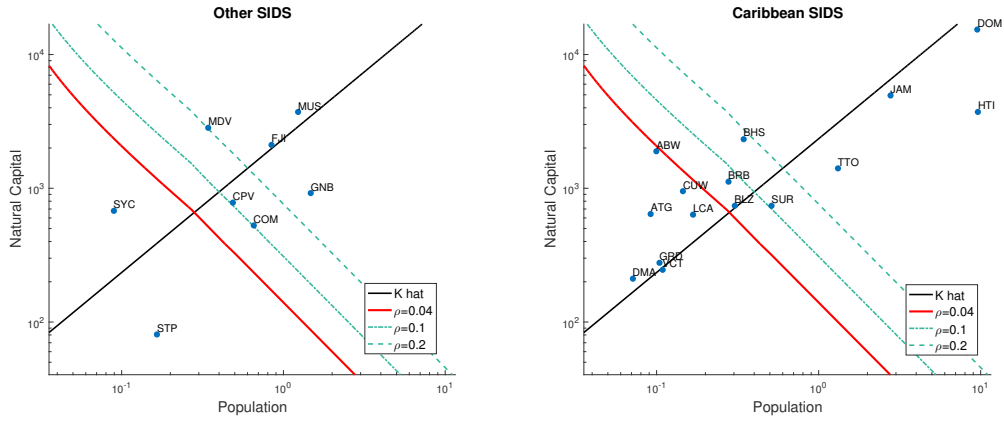 Other SIDS
Natural Capital
10^4
10^3
10^2
MUS
MDV
FJI
GNB
CPV
SYC
COM
STP
K hat
ρ=0.04
ρ=0.1
ρ=0.2
10^-1
10^0
10^1
Population
Caribbean SIDS
Natural Capital
10^4
10^3
10^2
DOM
JAM
HTI
BHS
ABW
TTO
BRB
CUW
BLZ
SUR
ATG
LCA
GRD
VCT
DMA
K hat
ρ=0.04
ρ=0.1
ρ=0.2
10^-1
10^0
10^1
Population